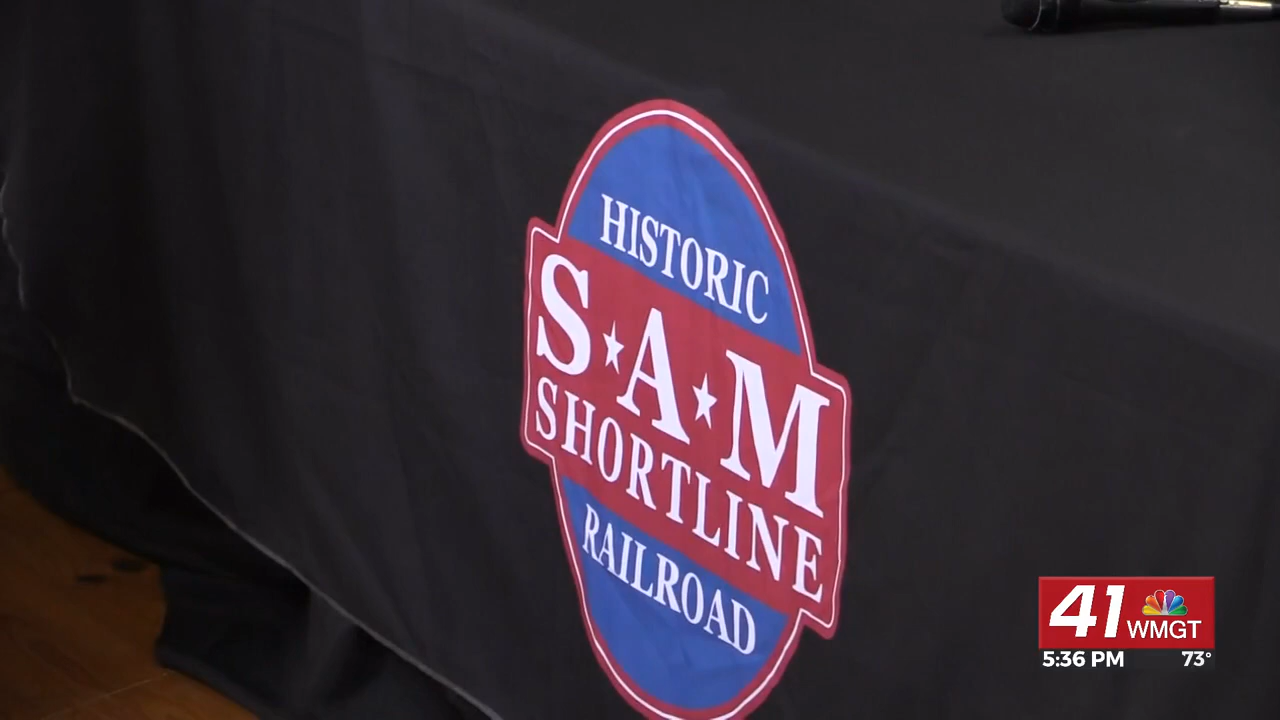 HISTORIC
S★A★M
SHORTLINE
RAILROAD
41
WMGT
5:36 PM 73°